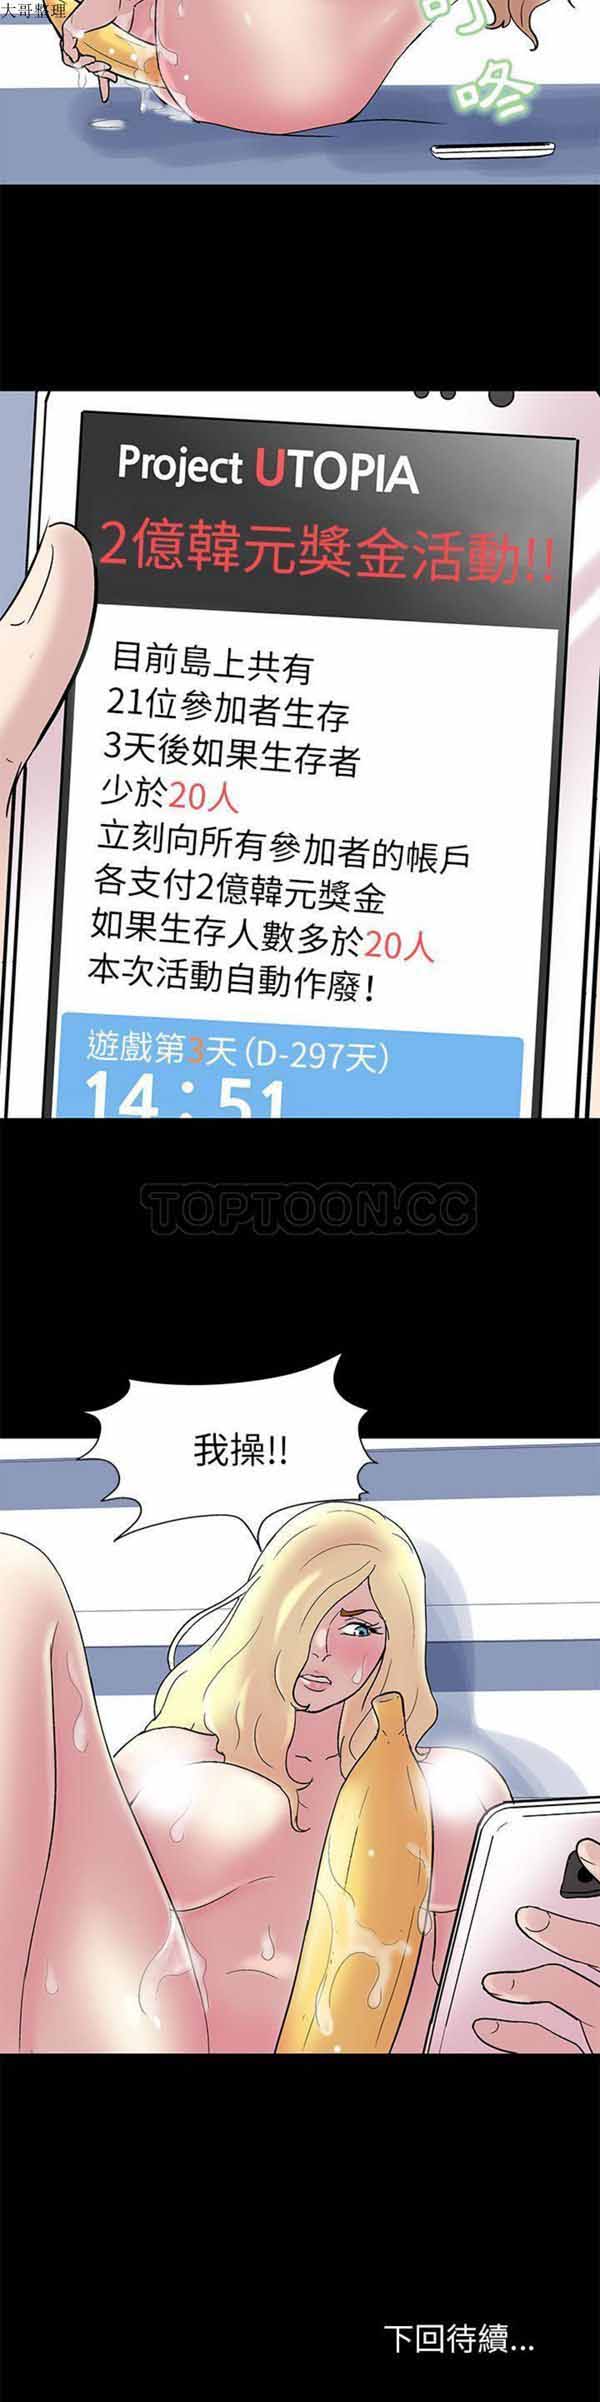 大哥整理
叮
咚
Project UTOPIA
2億韓元獎金活動!!
目前島上共有
21位參加者生存
3天後如果生存者
少於20人
立刻向所有參加者的帳戶
各支付2億韓元獎金
如果生存人數多於20人
本次活動自動作廢!
遊戲第3天(D-297天)
14:51
TOPTOON.CC
我操!!
下回待續...